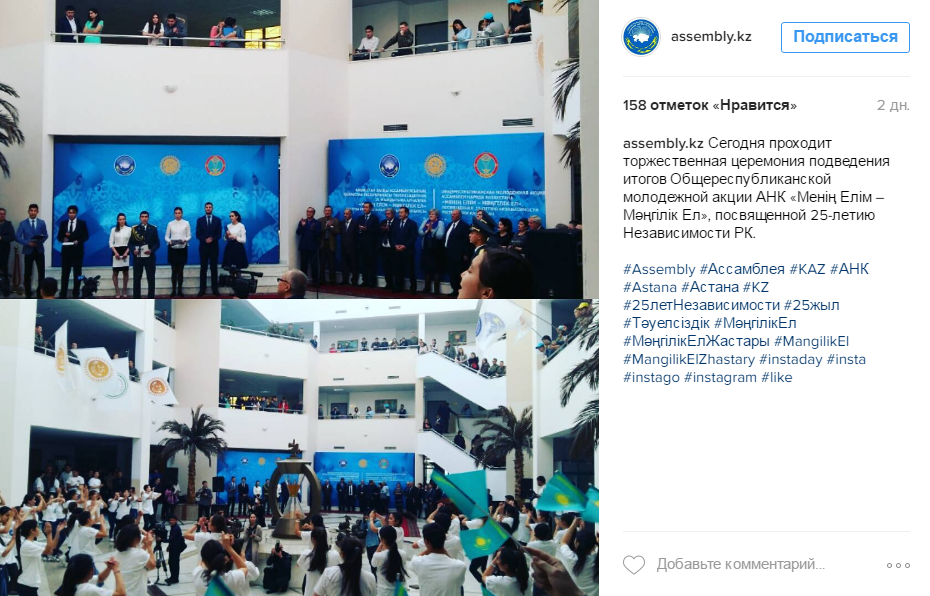 assembly.kz
Подписаться
158 отметок «Нравится»
2 дн.
assembly.kz Сегодня проходит
торжественная церемония подведения
итогов Общереспубликанской
молодежной акции АНК «Менің Елім –
Мәңгілік Ел», посвященной 25-летию
Независимости РК.
#Assembly #Ассамблея #KAZ #АНК
#Astana #Астана #KZ
#25летНезависимости #25жыл
#Тәуелсіздік #МәңгілікЕл
#МәңгілікЕлЖастары #MangilikEl
#MangilikElZhastary #instaday #insta
#instago #instagram #like
Добавьте комментарий...